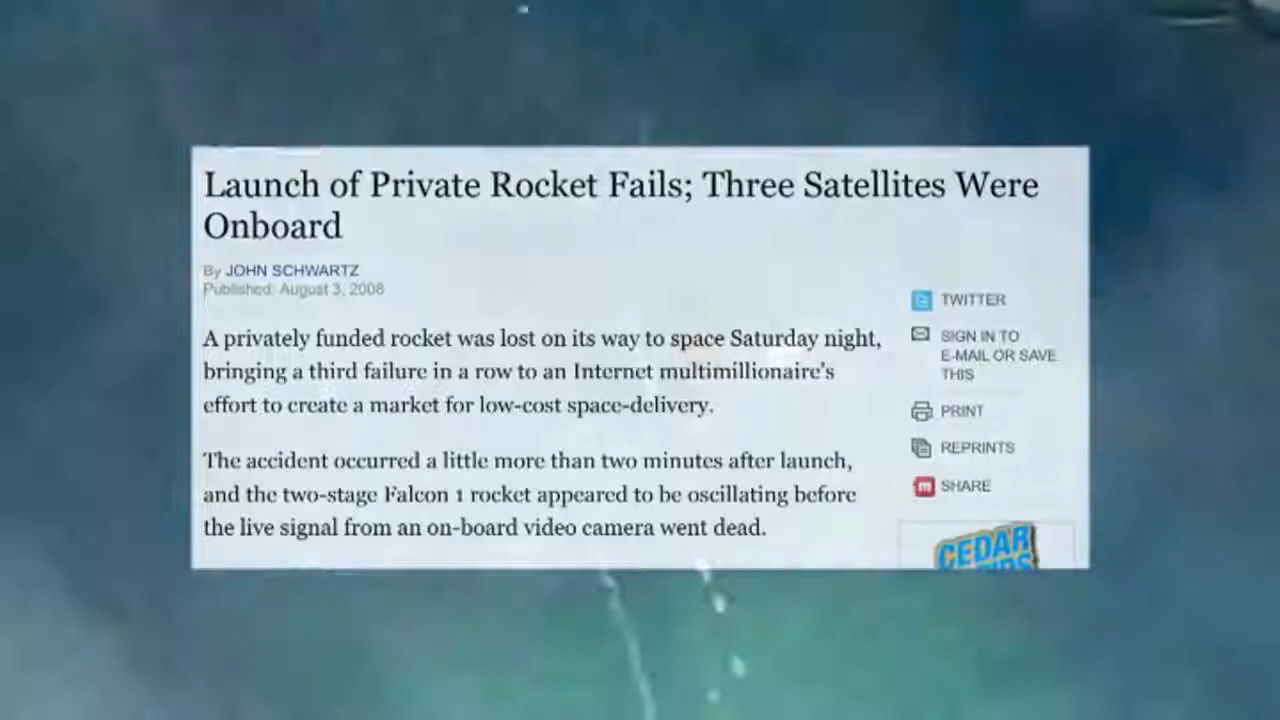 Launch of Private Rocket Fails; Three Satellites Were
Onboard
By JOHN SCHWARTZ
Published: August 3, 2008
A privately funded rocket was lost on its way to space Saturday night,
bringing a third failure in a row to an Internet multimillionaire's
effort to create a market for low-cost space-delivery.
The accident occurred a little more than two minutes after launch,
and the two-stage Falcon 1 rocket appeared to be oscillating before
the live signal from an on-board video camera went dead.
TWITTER
SIGN IN TO
E-MAIL OR SAVE
THIS
PRINT
REPRINTS
SHARE
CEDAR